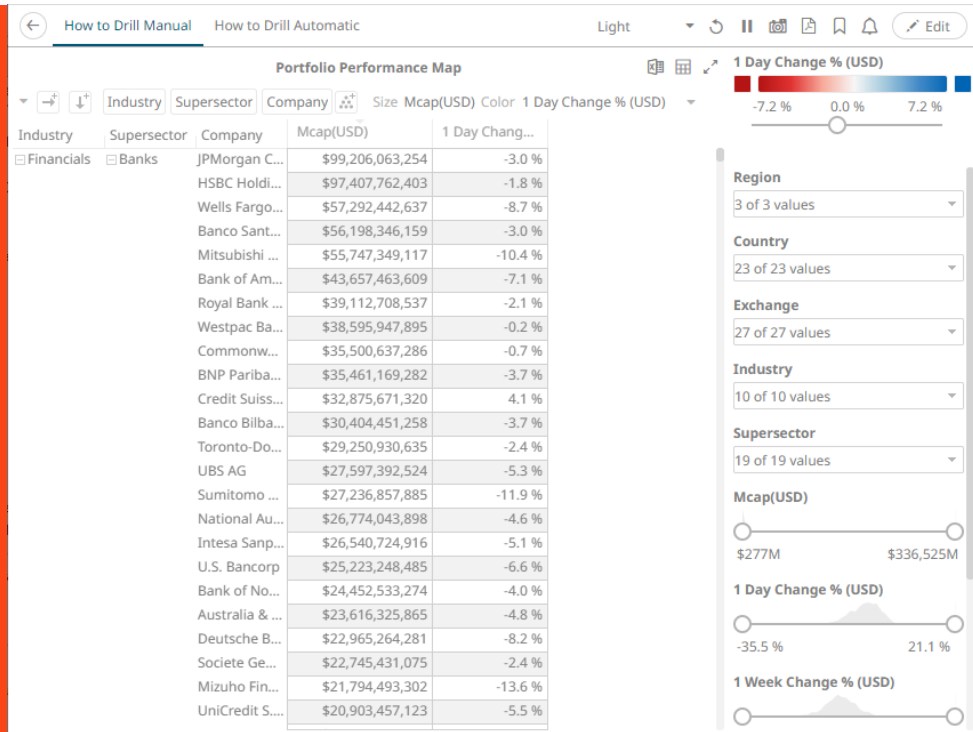 How to Drill Manual How to Drill Automatic Light Edit
Portfolio Performance Map
Industry Supersector Company Size Mcap(USD) Color 1 Day Change % (USD)
Industry Supersector Company Mcap(USD) 1 Day Chang...
Financials Banks JPMorgan C... $99,206,063,254 -3.0 %
HSBC Holdi... $97,407,762,403 -1.8 %
Wells Fargo... $57,292,442,637 -8.7 %
Banco Sant... $56,198,346,159 -3.0 %
Mitsubishi ... $55,747,349,117 -10.4 %
Bank of Am... $43,657,463,609 -7.1 %
Royal Bank ... $39,112,708,537 -2.1 %
Westpac Ba... $38,595,947,895 -0.2 %
Commonw... $35,500,637,286 -0.7 %
BNP Pariba... $35,461,169,282 -3.7 %
Credit Suiss... $32,875,671,320 4.1 %
Banco Bilba... $30,404,451,258 -3.7 %
Toronto-Do... $29,250,930,635 -2.4 %
UBS AG $27,597,392,524 -5.3 %
Sumitomo ... $27,236,857,885 -11.9 %
National Au... $26,774,043,898 -4.6 %
Intesa Sanp... $26,540,724,916 -5.1 %
U.S. Bancorp $25,223,248,485 -6.6 %
Bank of No... $24,452,533,274 -4.0 %
Australia & ... $23,616,325,865 -4.8 %
Deutsche B... $22,965,264,281 -8.2 %
Societe Ge... $22,745,431,075 -2.4 %
Mizuho Fin... $21,794,493,302 -13.6 %
UniCredit S.... $20,903,457,123 -5.5 %
1 Day Change % (USD)
-7.2 % 0.0 % 7.2 %
Region
3 of 3 values
Country
23 of 23 values
Exchange
27 of 27 values
Industry
10 of 10 values
Supersector
19 of 19 values
Mcap(USD)
$277M $336,525M
1 Day Change % (USD)
-35.5 % 21.1 %
1 Week Change % (USD)